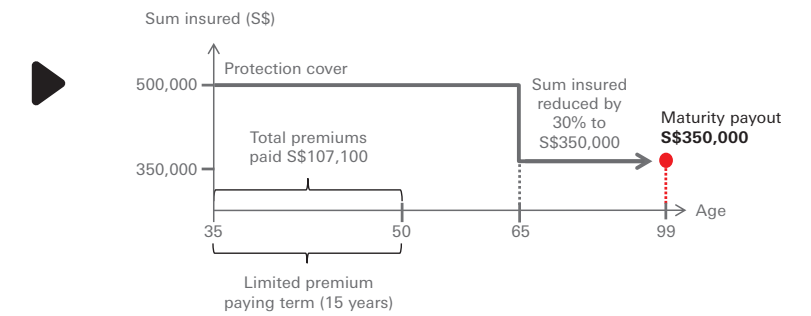 Sum insured (S$)
Protection cover
500,000
Sum insured
reduced by
30% to
S$350,000
Maturity payout
S$350,000
Total premiums
paid S$107,100
350,000
Age
35
50
65
99
Limited premium
paying term (15 years)